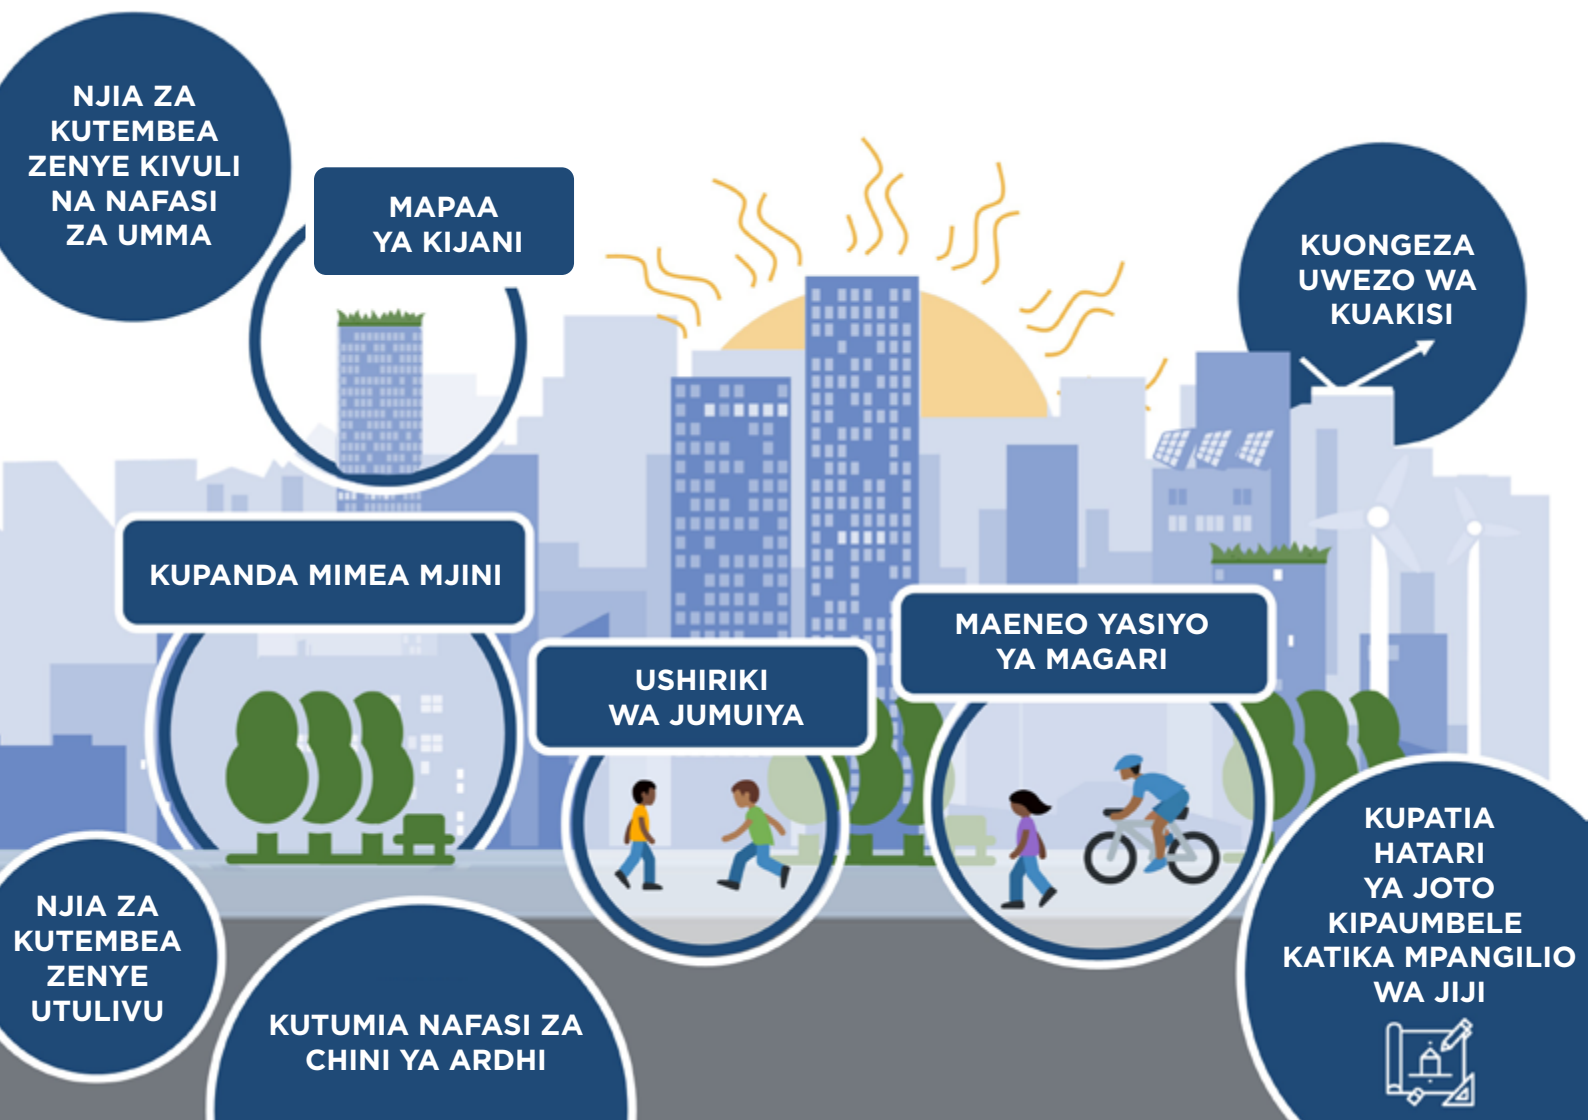 NJIA ZA
KUTEMBEA
ZENYE KIVULI
NA NAFASI
ZA UMMA
MAPAA
YA KIJANI
KUONGEZA
UWEZO WA
KUAKISI
KUPANDA MIMEA MJINI
USHIRIKI
WA JUMUIYA
MAENEO YASIYO
YA MAGARI
NJIA ZA
KUTEMBEA
ZENYE
UTULIVU
KUTUMIA NAFASI ZA
CHINI YA ARDHI
KUPATIA
HATARI
YA JOTO
KIPAUMBELE
KATIKA MPANGILIO
WA JIJI